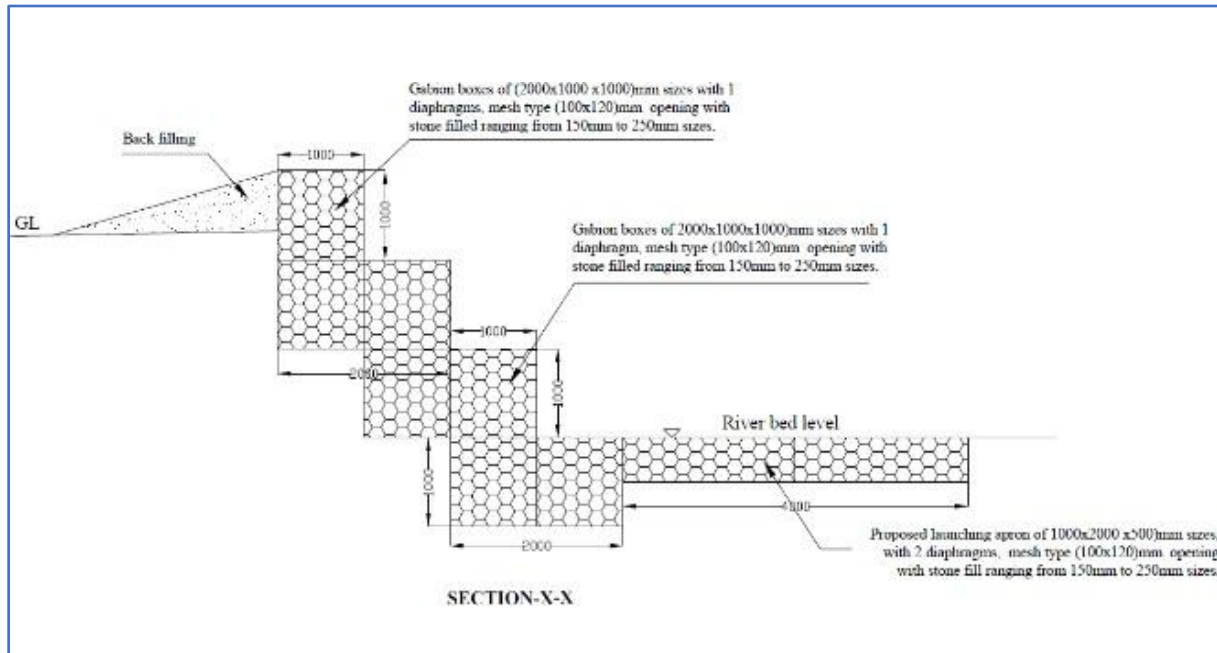 Gabion boxes of (2000x1000 x1000)mm sizes with 1
diaphragms, mesh type (100x120)mm opening with
stone filled ranging from 150mm to 250mm sizes.
Back filling
1000
1000
GL
Gabion boxes of 2000x1000x1000)mm sizes with 1
diaphragm, mesh type (100x120)mm opening with
stone filled ranging from 150mm to 250mm sizes.
1000
2000
1000
River bed level
1000
4000
2000
Proposed launching apron of 1000x2000 x500)mm sizes,
with 2 diaphragms, mesh type (100x120)mm opening
with stone fill ranging from 150mm to 250mm sizes.
SECTION-X-X